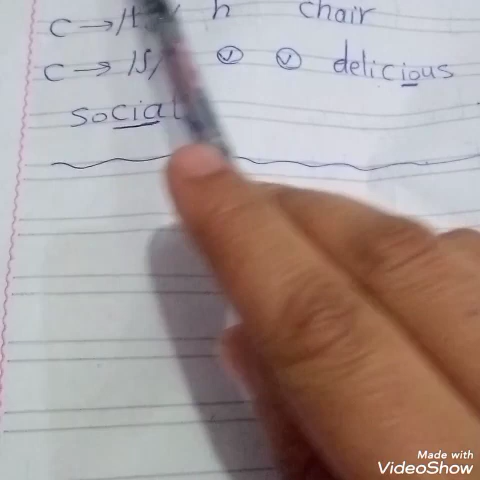 C → /t h chair
C → /ʃ/ ⓥ ⓥ delicious
social
Made with
VideoShow